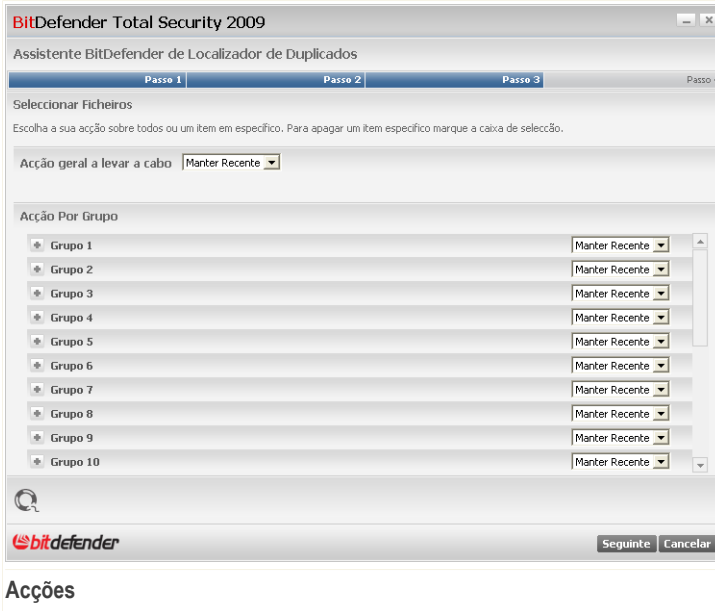 BitDefender Total Security 2009
Assistente BitDefender de Localizador de Duplicados
Passo 1 Passo 2 Passo 3 Passo
Seleccionar Ficheiros
Escolha a sua acção sobre todos ou um item em específico. Para apagar um item especifico marque a caixa de selecção.
Acção geral a levar a cabo Manter Recente
Acção Por Grupo
Grupo 1 Manter Recente
Grupo 2 Manter Recente
Grupo 3 Manter Recente
Grupo 4 Manter Recente
Grupo 5 Manter Recente
Grupo 6 Manter Recente
Grupo 7 Manter Recente
Grupo 8 Manter Recente
Grupo 9 Manter Recente
Grupo 10 Manter Recente
bitdefender Seguinte Cancelar
Acções